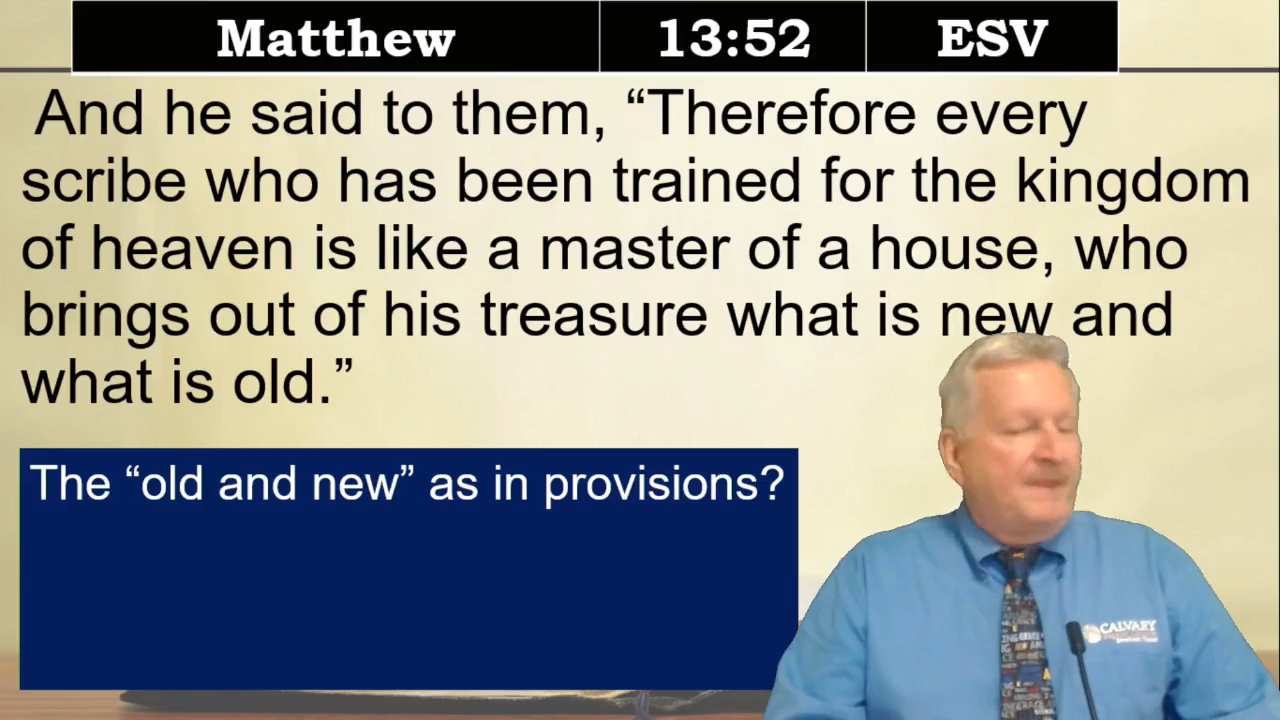 Matthew 13:52 ESV
And he said to them, “Therefore every
scribe who has been trained for the kingdom
of heaven is like a master of a house, who
brings out of his treasure what is new and
what is old.”
The “old and new” as in provisions?
CALVARY